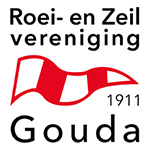 Roei- en Zeil
vereniging
1911
Gouda